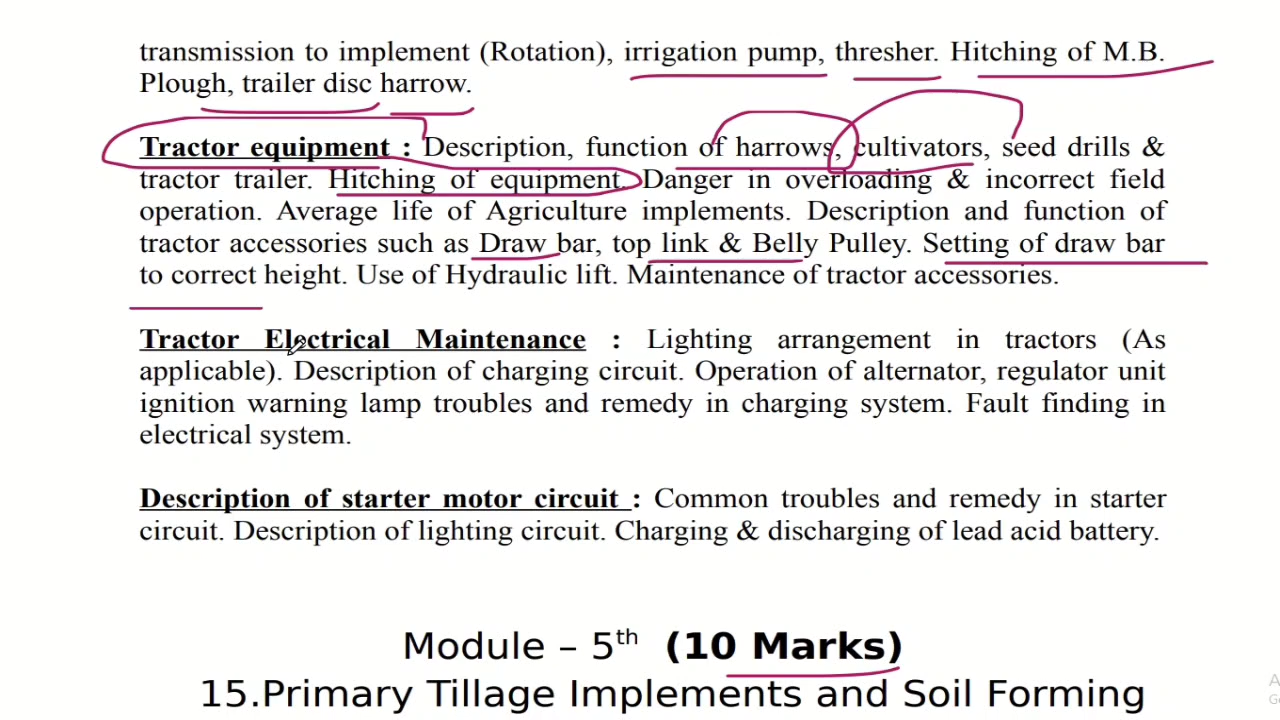 transmission to implement (Rotation), irrigation pump, thresher. Hitching of M.B.
Plough, trailer disc harrow.
Tractor equipment : Description, function of harrows, cultivators, seed drills &
tractor trailer. Hitching of equipment. Danger in overloading & incorrect field
operation. Average life of Agriculture implements. Description and function of
tractor accessories such as Draw bar, top link & Belly Pulley. Setting of draw bar
to correct height. Use of Hydraulic lift. Maintenance of tractor accessories.
Tractor Electrical Maintenance : Lighting arrangement in tractors (As
applicable). Description of charging circuit. Operation of alternator, regulator unit
ignition warning lamp troubles and remedy in charging system. Fault finding in
electrical system.
Description of starter motor circuit : Common troubles and remedy in starter
circuit. Description of lighting circuit. Charging & discharging of lead acid battery.
Module – 5th (10 Marks)
15.Primary Tillage Implements and Soil Forming